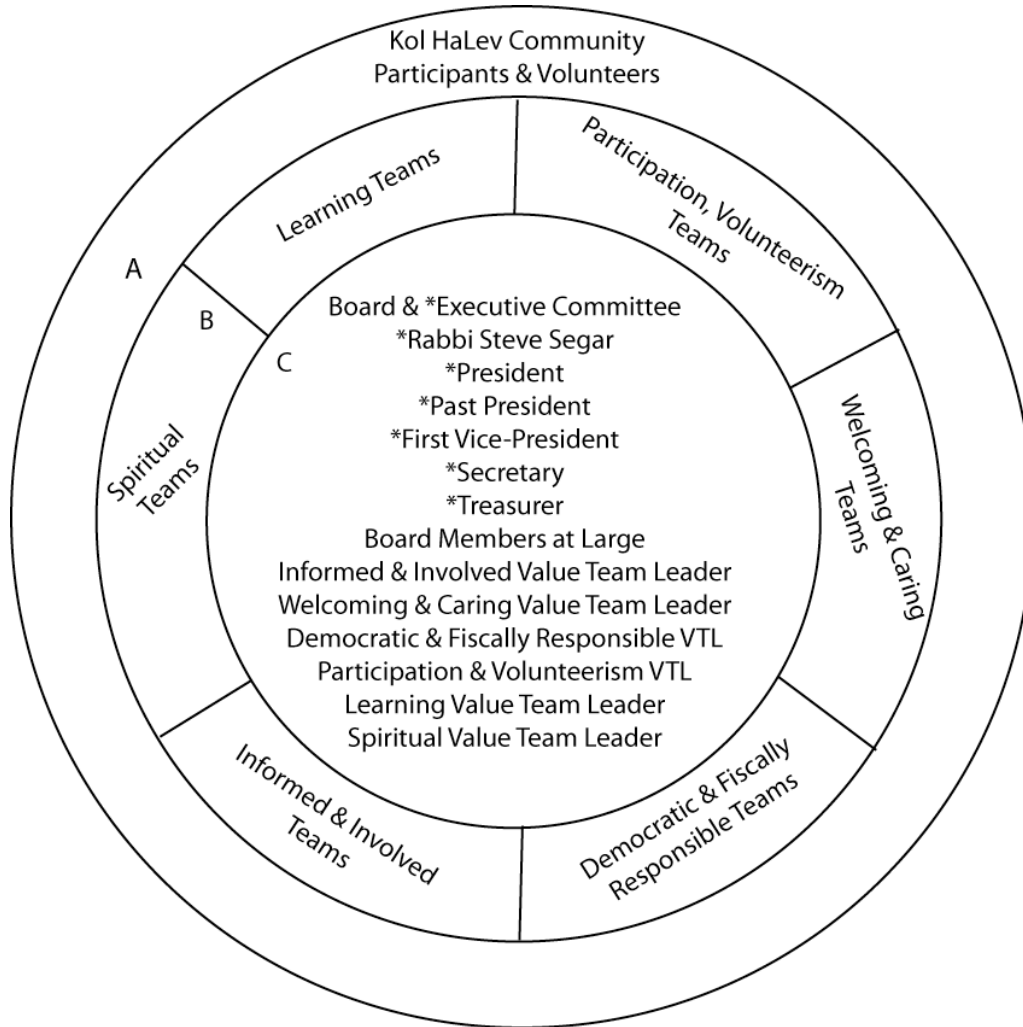 Kol HaLev Community
Participants & Volunteers
Learning Teams
Participation, Volunteerism
Teams
A
B
C
Spiritual
Teams
Welcoming & Caring
Teams
Board & *Executive Committee
*Rabbi Steve Segar
*President
*Past President
*First Vice-President
*Secretary
*Treasurer
Board Members at Large
Informed & Involved Value Team Leader
Welcoming & Caring Value Team Leader
Democratic & Fiscally Responsible VTL
Participation & Volunteerism VTL
Learning Value Team Leader
Spiritual Value Team Leader
Informed & Involved
Teams
Democratic & Fiscally
Responsible Teams